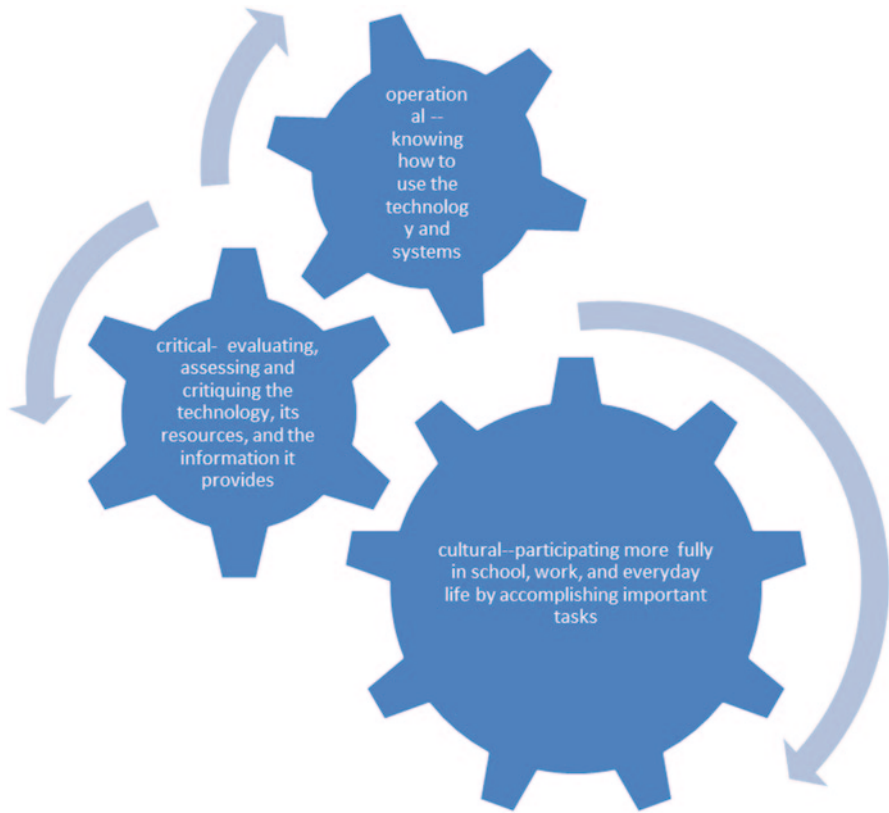 operation
al --
knowing
how to
use the
technolog
y and
systems
critical-  evaluating,
assessing and
critiquing the
technology, its
resources, and the
information it
provides
cultural--participating more  fully
in school, work, and everyday
life by accomplishing important
tasks